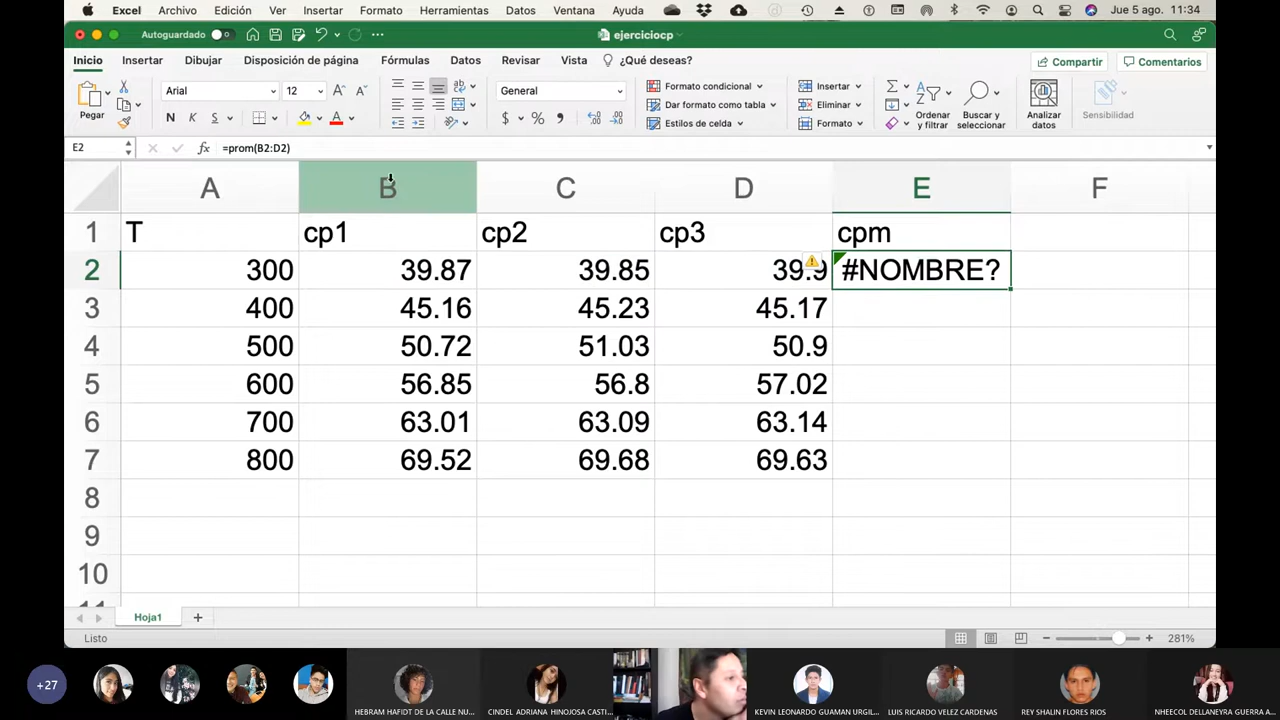 Excel Archivo Edición Ver Insertar Formato Herramientas Datos Ventana Ayuda Jue 5 ago. 11:34
Autoguardado ejerciciocp
Inicio Insertar Dibujar Disposición de página Fórmulas Datos Revisar Vista ¿Qué deseas? Compartir Comentarios
Pegar Arial 12 General Formato condicional Dar formato como tabla Estilos de celda Insertar Eliminar Formato Ordenar y filtrar Buscar y seleccionar Analizar datos Sensibilidad
N K S $ %
E2 fx =prom(B2:D2)
A B C D E F
1 T cp1 cp2 cp3 cpm
2 300 39.87 39.85 39.9 #NOMBRE?
3 400 45.16 45.23 45.17
4 500 50.72 51.03 50.9
5 600 56.85 56.8 57.02
6 700 63.01 63.09 63.14
7 800 69.52 69.68 69.63
8
9
10
Hoja1 +
Listo 281%
+27
HEBRAM HAFIDT DE LA CALLE NU... CINDEL ADRIANA HINOJOSA CASTI... KEVIN LEONARDO GUAMAN URGIL... LUIS RICARDO VELEZ CARDENAS REY SHALIN FLORES RIOS NHEECOL DELLANEYRA GUERRA A...